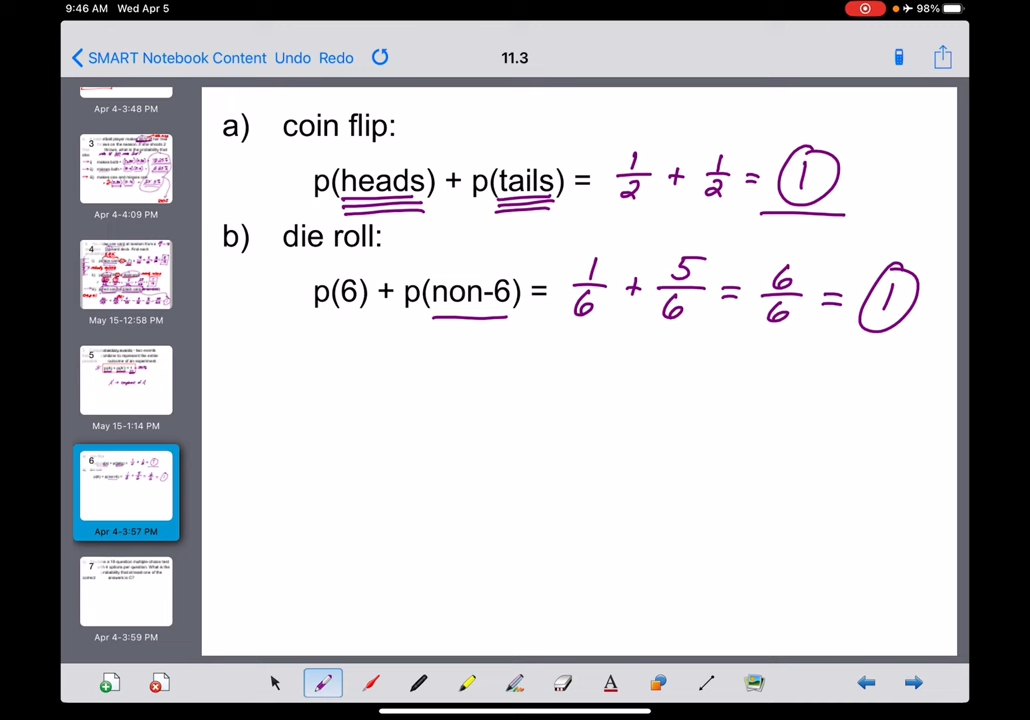 9:46 AM Wed Apr 5 98%
SMART Notebook Content Undo Redo 11.3
Apr 4-3:48 PM
3
Apr 4-4:09 PM
4
May 15-12:58 PM
5
May 15-1:14 PM
6
Apr 4-3:57 PM
7
Apr 4-3:59 PM
a) coin flip:
p(heads) + p(tails) = 1/2 + 1/2 = 1
b) die roll:
p(6) + p(non-6) = 1/6 + 5/6 = 6/6 = 1
A